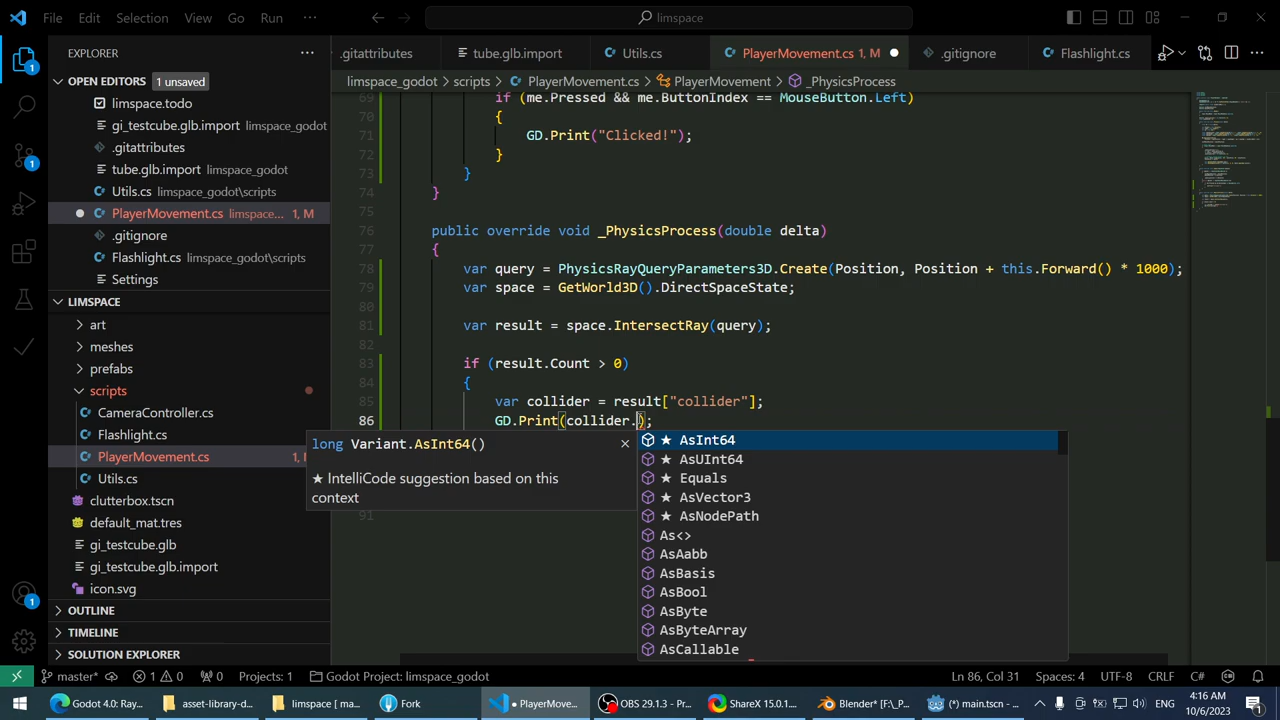 File Edit Selection View Go Run ··· limspace
EXPLORER ···
.gitattributes tube.glb.import Utils.cs PlayerMovement.cs 1, M .gitignore Flashlight.cs ···
OPEN EDITORS 1 unsaved
limspace_godot > scripts > PlayerMovement.cs > PlayerMovement > _PhysicsProcess
limspace.todo
gi_testcube.glb.import limspace_godot
.gitattributes
tube.glb.import limspace_godot
Utils.cs limspace_godot\scripts
PlayerMovement.cs limspace... 1, M
.gitignore
Flashlight.cs limspace_godot\scripts
Settings
LIMSPACE
art
meshes
prefabs
scripts
CameraController.cs
Flashlight.cs
PlayerMovement.cs 1,
Utils.cs
clutterbox.tscn
default_mat.tres
gi_testcube.glb
gi_testcube.glb.import
icon.svg
OUTLINE
TIMELINE
SOLUTION EXPLORER
69 if (me.Pressed && me.ButtonIndex == MouseButton.Left)
70 {
71 GD.Print("Clicked!");
72 }
73 }
74 }
75
76 public override void _PhysicsProcess(double delta)
77 {
78 var query = PhysicsRayQueryParameters3D.Create(Position, Position + this.Forward() * 1000);
79 var space = GetWorld3D().DirectSpaceState;
80
81 var result = space.IntersectRay(query);
82
83 if (result.Count > 0)
84 {
85 var collider = result["collider"];
86 GD.Print(collider.);
long Variant.AsInt64()
★ IntelliCode suggestion based on this
context
91
★ AsInt64
★ AsUInt64
★ Equals
★ AsVector3
★ AsNodePath
As<>
AsAabb
AsBasis
AsBool
AsByte
AsByteArray
AsCallable
1
1
1
master* 1 0 0 Projects: 1 Godot Project: limspace_godot Ln 86, Col 31 Spaces: 4 UTF-8 CRLF C#
Godot 4.0: Ray... asset-library-d... limspace [ ma... Fork PlayerMove... OBS 29.1.3 - Pr... ShareX 15.0.1... Blender* [F:\_P... (*) main.tscn - ... ENG 4:16 AM 10/6/2023 1